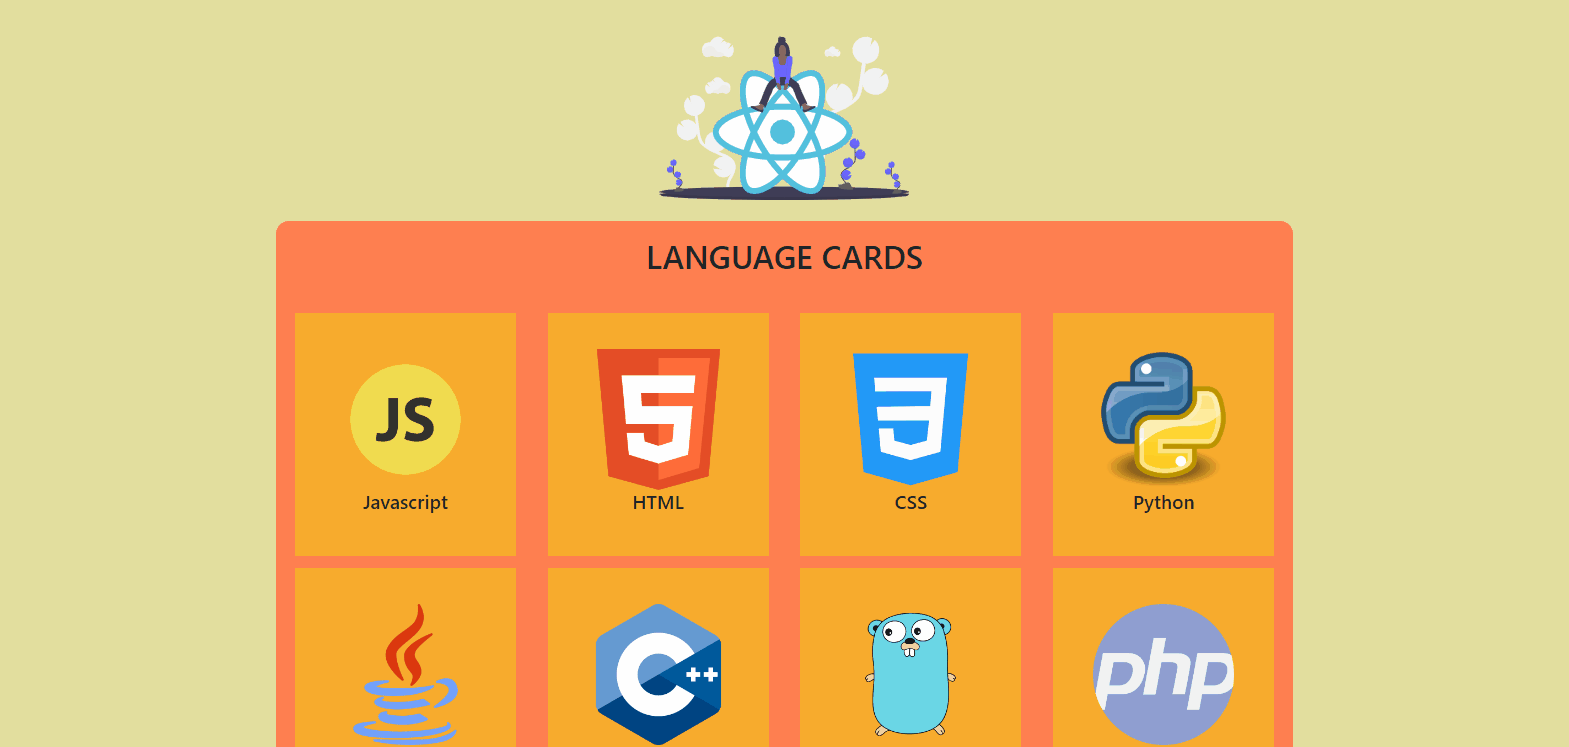 LANGUAGE CARDS
JS
Javascript
HTML
CSS
Python
C ++
php